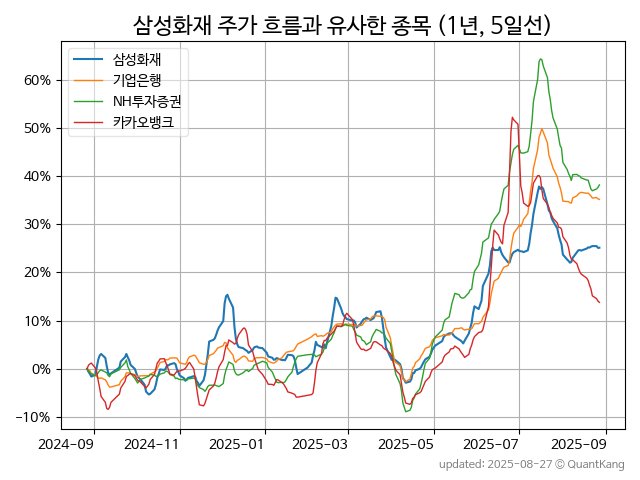 삼성화재 주가 흐름과 유사한 종목 (1년, 5일선)
삼성화재
기업은행
NH투자증권
카카오뱅크
60%
50%
40%
30%
20%
10%
0%
−10%
2024-09 2024-11 2025-01 2025-03 2025-05 2025-07 2025-09
updated: 2025-08-27 © QuantKang